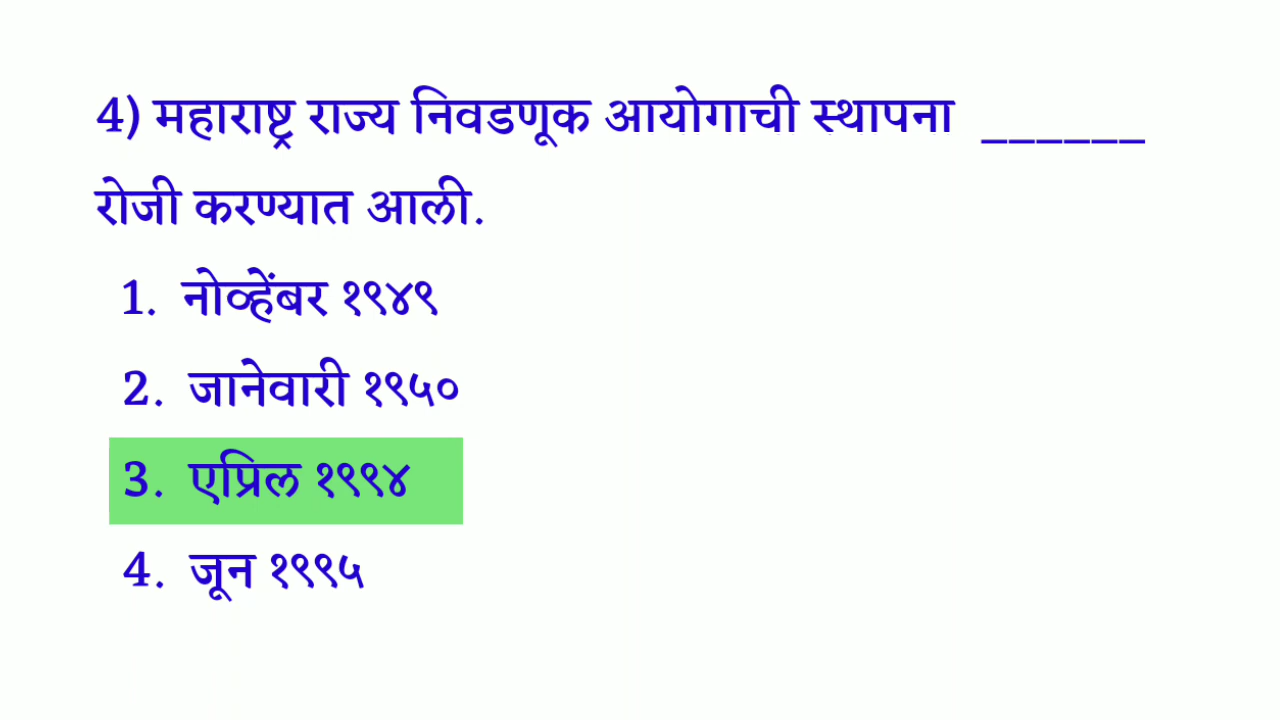 4) महाराष्ट्र राज्य निवडणूक आयोगाची स्थापना ______
रोजी करण्यात आली.
1. नोव्हेंबर १९४९
2. जानेवारी १९५०
3. एप्रिल १९९४
4. जून १९९५